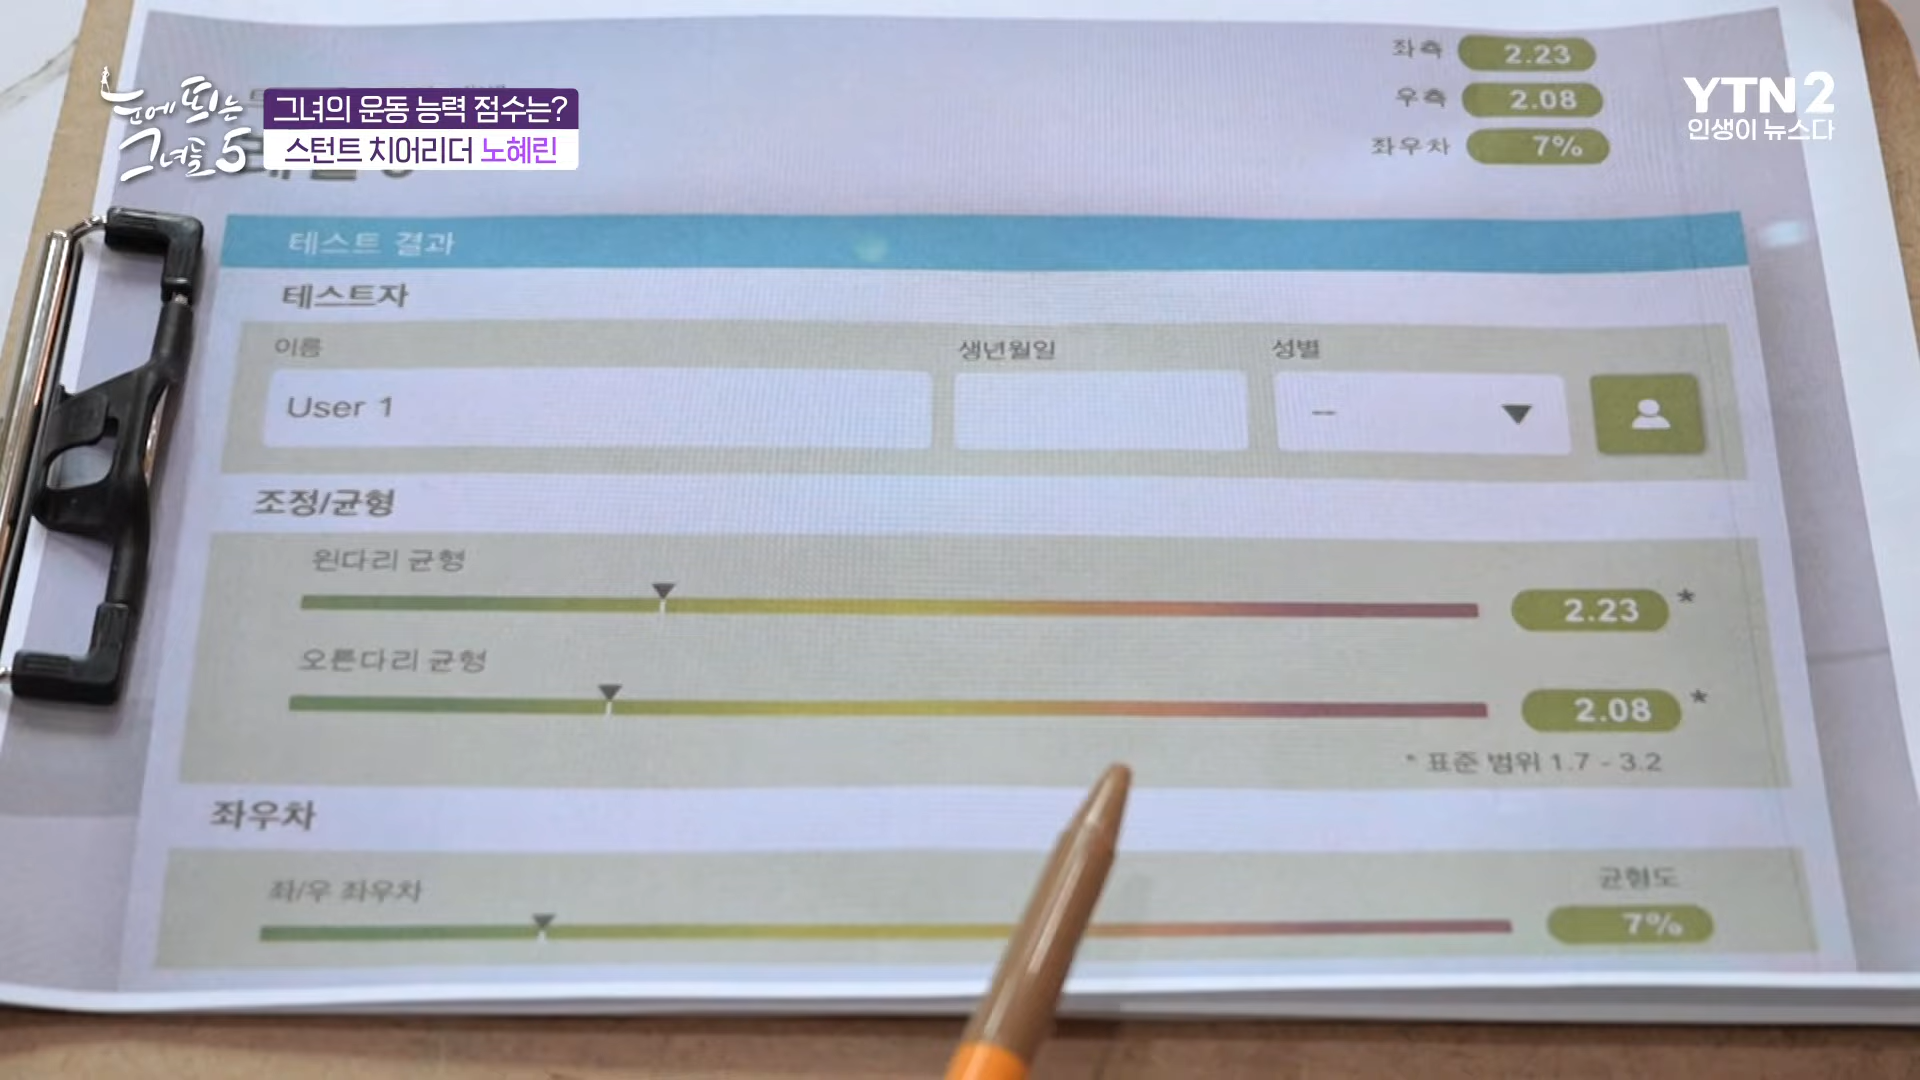 눈에 띄는
그녀들 5
그녀의 운동 능력 점수는?
스턴트 치어리더 노혜린
YTN2
인생이 뉴스다
좌측 2.23
우측 2.08
좌우차 7%
테스트 결과
테스트자
이름 생년월일 성별
User 1 --
조정/균형
왼다리 균형
2.23 *
오른다리 균형
2.08 *
* 표준 범위 1.7 - 3.2
좌우차
좌/우 좌우차 균형도
7%